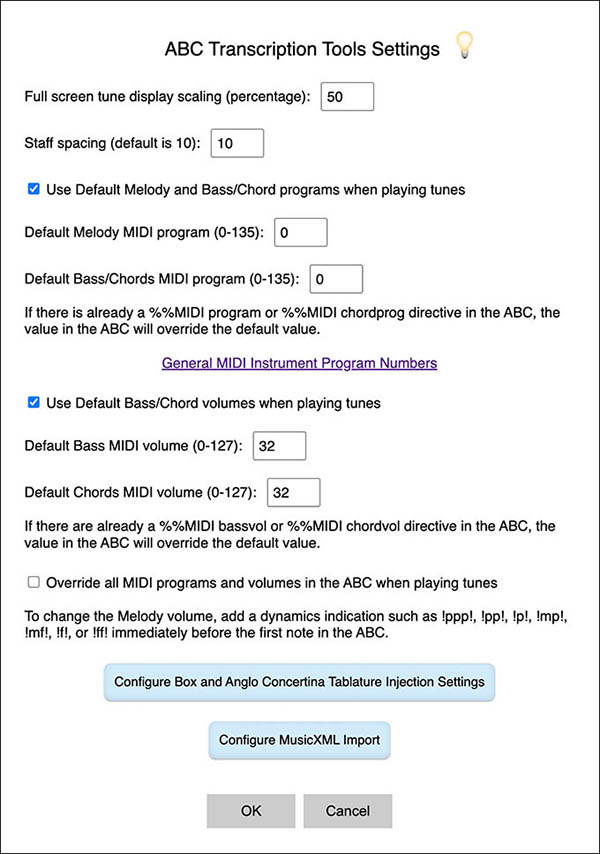 ABC Transcription Tools Settings
Full screen tune display scaling (percentage): 50
Staff spacing (default is 10): 10
Use Default Melody and Bass/Chord programs when playing tunes
Default Melody MIDI program (0-135): 0
Default Bass/Chords MIDI program (0-135): 0
If there is already a %%MIDI program or %%MIDI chordprog directive in the ABC, the
value in the ABC will override the default value.
General MIDI Instrument Program Numbers
Use Default Bass/Chord volumes when playing tunes
Default Bass MIDI volume (0-127): 32
Default Chords MIDI volume (0-127): 32
If there are already a %%MIDI bassvol or %%MIDI chordvol directive in the ABC, the
value in the ABC will override the default value.
Override all MIDI programs and volumes in the ABC when playing tunes
To change the Melody volume, add a dynamics indication such as !ppp!, !pp!, !p!, !mp!,
!mf!, !f!, or !ff! immediately before the first note in the ABC.
Configure Box and Anglo Concertina Tablature Injection Settings
Configure MusicXML Import
OK Cancel